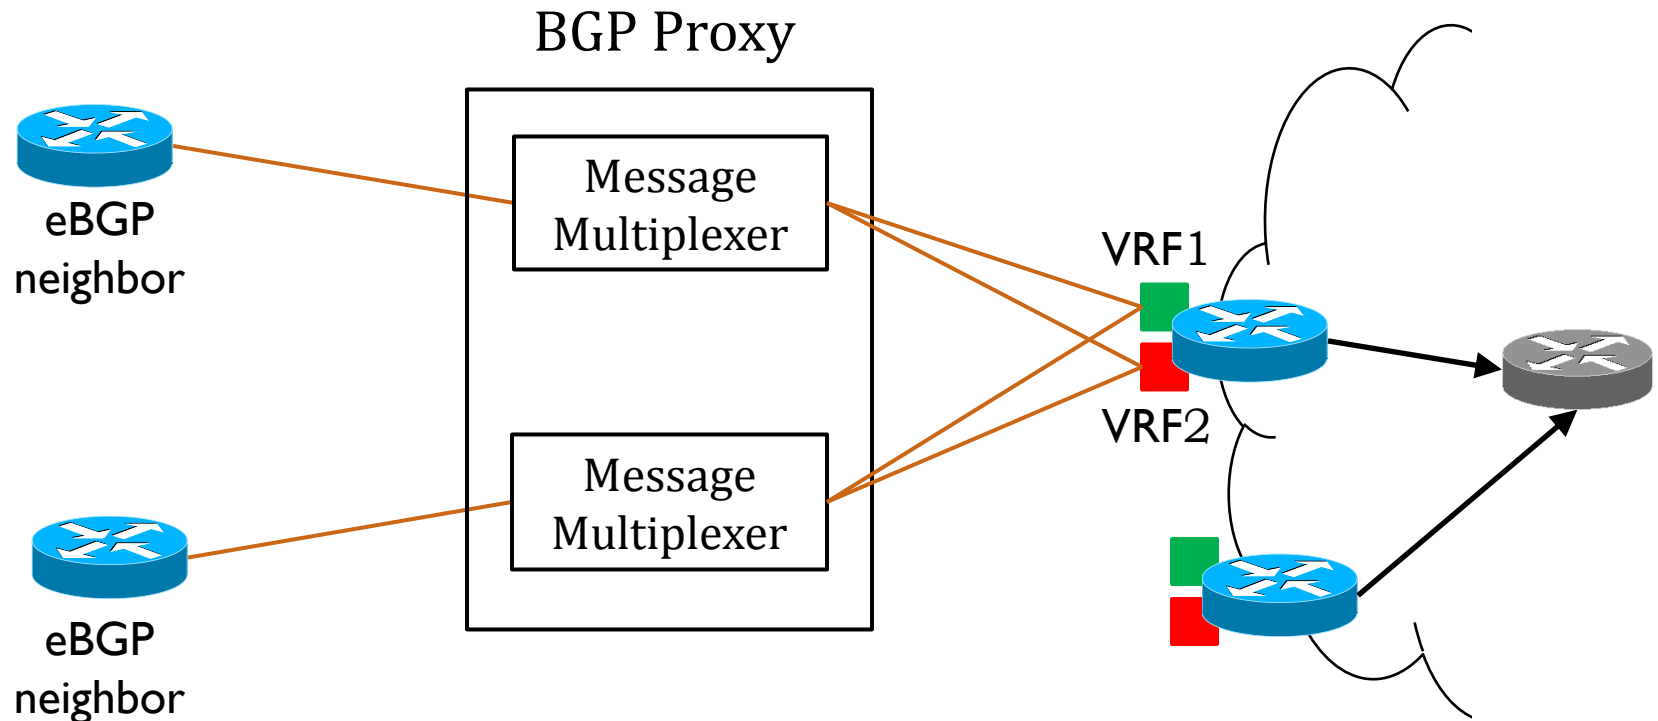 BGP Proxy
Message
Multiplexer
eBGP
neighbor
VRF1
VRF2
Message
Multiplexer
eBGP
neighbor